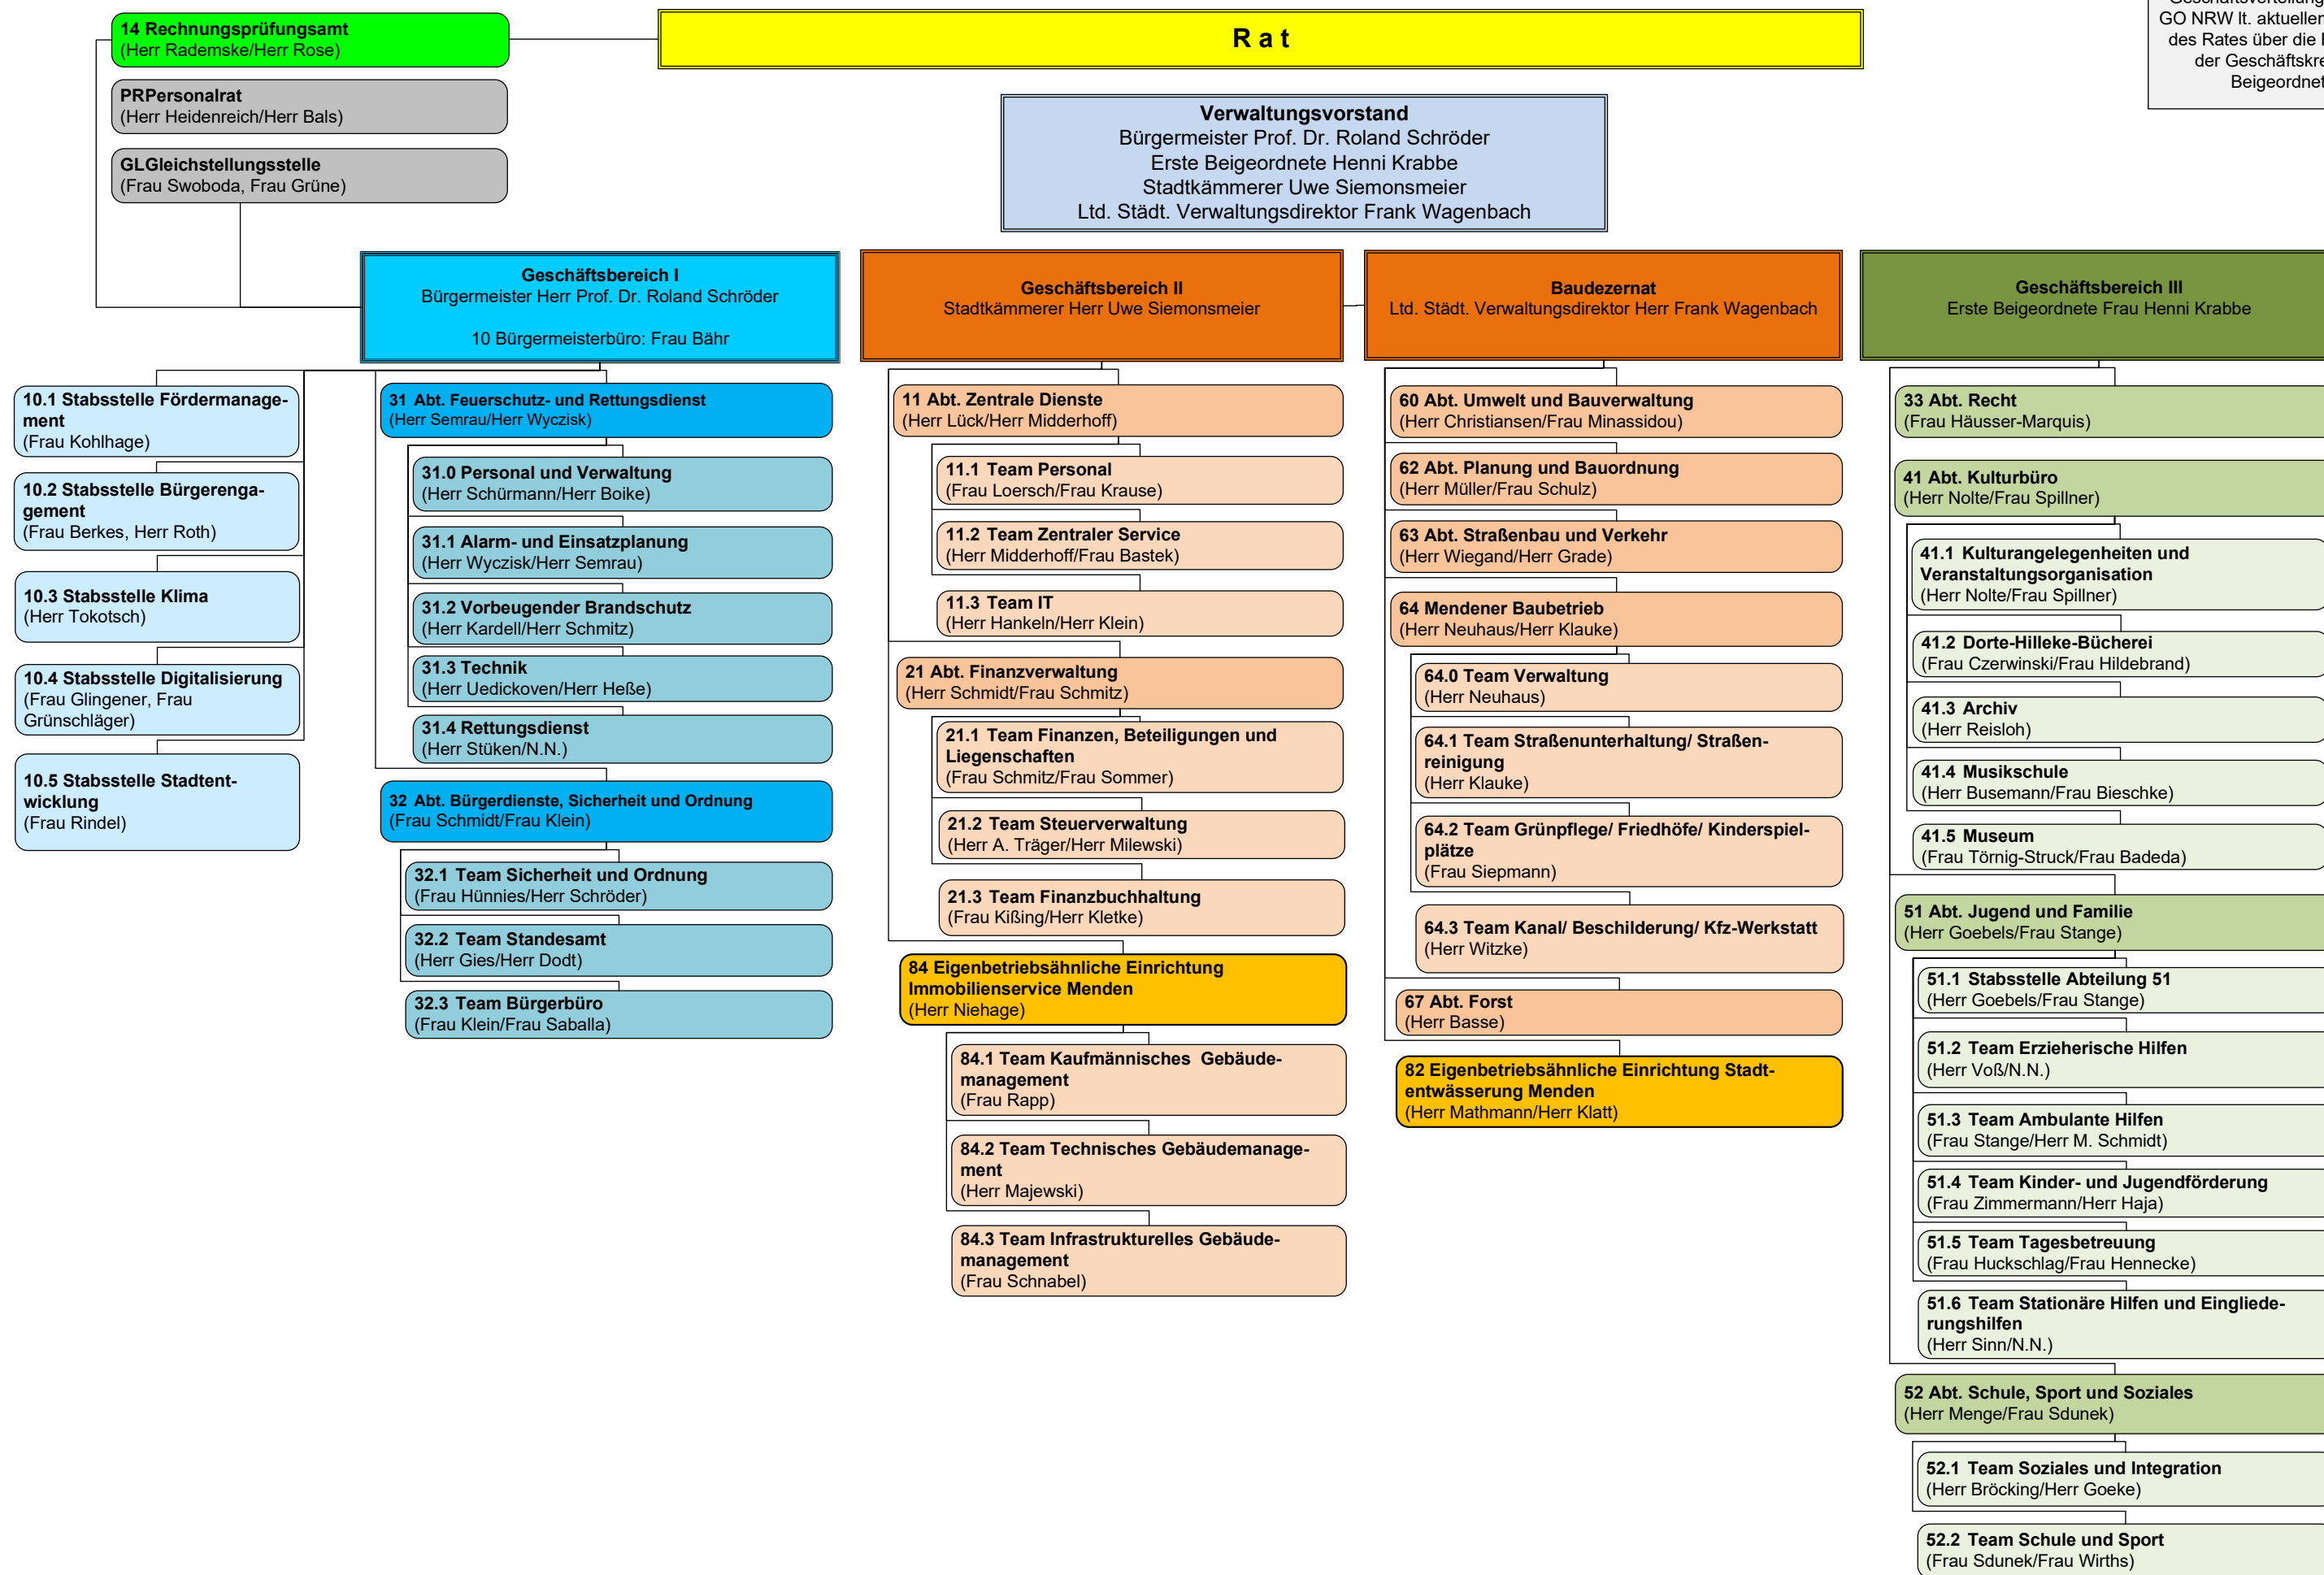 14 Rechnungsprüfungsamt
(Herr Rademske/Herr Rose)
PRPersonalrat
(Herr Heidenreich/Herr Bals)
GLGleichstellungsstelle
(Frau Swoboda, Frau Grüne)
R a t
GO NRW lt. aktuellen
des Rates über die
der Geschäftskre
Beigeordnet
Verwaltungsvorstand
Bürgermeister Prof. Dr. Roland Schröder
Erste Beigeordnete Henni Krabbe
Stadtkämmerer Uwe Siemonsmeier
Ltd. Städt. Verwaltungsdirektor Frank Wagenbach
Geschäftsbereich I
Bürgermeister Herr Prof. Dr. Roland Schröder
10 Bürgermeisterbüro: Frau Bähr
Geschäftsbereich II
Stadtkämmerer Herr Uwe Siemonsmeier
Baudezernat
Ltd. Städt. Verwaltungsdirektor Herr Frank Wagenbach
Geschäftsbereich III
Erste Beigeordnete Frau Henni Krabbe
10.1 Stabsstelle Fördermanage-
ment
(Frau Kohlhage)
10.2 Stabsstelle Bürgerenga-
gement
(Frau Berkes, Herr Roth)
10.3 Stabsstelle Klima
(Herr Tokotsch)
10.4 Stabsstelle Digitalisierung
(Frau Glingener, Frau
Grünschläger)
10.5 Stabsstelle Stadtent-
wicklung
(Frau Rindel)
31 Abt. Feuerschutz- und Rettungsdienst
(Herr Semrau/Herr Wyczisk)
31.0 Personal und Verwaltung
(Herr Schürmann/Herr Boike)
31.1 Alarm- und Einsatzplanung
(Herr Wyczisk/Herr Semrau)
31.2 Vorbeugender Brandschutz
(Herr Kardell/Herr Schmitz)
31.3 Technik
(Herr Uedickoven/Herr Heße)
31.4 Rettungsdienst
(Herr Stüken/N.N.)
32 Abt. Bürgerdienste, Sicherheit und Ordnung
(Frau Schmidt/Frau Klein)
32.1 Team Sicherheit und Ordnung
(Frau Hünnies/Herr Schröder)
32.2 Team Standesamt
(Herr Gies/Herr Dodt)
32.3 Team Bürgerbüro
(Frau Klein/Frau Saballa)
11 Abt. Zentrale Dienste
(Herr Lück/Herr Midderhoff)
11.1 Team Personal
(Frau Loersch/Frau Krause)
11.2 Team Zentraler Service
(Herr Midderhoff/Frau Bastek)
11.3 Team IT
(Herr Hankeln/Herr Klein)
21 Abt. Finanzverwaltung
(Herr Schmidt/Frau Schmitz)
21.1 Team Finanzen, Beteiligungen und
Liegenschaften
(Frau Schmitz/Frau Sommer)
21.2 Team Steuerverwaltung
(Herr A. Träger/Herr Milewski)
21.3 Team Finanzbuchhaltung
(Frau Kißing/Herr Kletke)
84 Eigenbetriebsähnliche Einrichtung
Immobilienservice Menden
(Herr Niehage)
84.1 Team Kaufmännisches Gebäude-
management
(Frau Rapp)
84.2 Team Technisches Gebäudemanage-
ment
(Herr Majewski)
84.3 Team Infrastrukturelles Gebäude-
management
(Frau Schnabel)
60 Abt. Umwelt und Bauverwaltung
(Herr Christiansen/Frau Minassidou)
62 Abt. Planung und Bauordnung
(Herr Müller/Frau Schulz)
63 Abt. Straßenbau und Verkehr
(Herr Wiegand/Herr Grade)
64 Mendener Baubetrieb
(Herr Neuhaus/Herr Klauke)
64.0 Team Verwaltung
(Herr Neuhaus)
64.1 Team Straßenunterhaltung/ Straßen-
reinigung
(Herr Klauke)
64.2 Team Grünpflege/ Friedhöfe/ Kinderspiel-
plätze
(Frau Siepmann)
64.3 Team Kanal/ Beschilderung/ Kfz-Werkstatt
(Herr Witzke)
67 Abt. Forst
(Herr Basse)
82 Eigenbetriebsähnliche Einrichtung Stadt-
entwässerung Menden
(Herr Mathmann/Herr Klatt)
33 Abt. Recht
(Frau Häusser-Marquis)
41 Abt. Kulturbüro
(Herr Nolte/Frau Spillner)
41.1 Kulturangelegenheiten und
Veranstaltungsorganisation
(Herr Nolte/Frau Spillner)
41.2 Dorte-Hilleke-Bücherei
(Frau Czerwinski/Frau Hildebrand)
41.3 Archiv
(Herr Reisloh)
41.4 Musikschule
(Herr Busemann/Frau Bieschke)
41.5 Museum
(Frau Törnig-Struck/Frau Badeda)
51 Abt. Jugend und Familie
(Herr Goebels/Frau Stange)
51.1 Stabsstelle Abteilung 51
(Herr Goebels/Frau Stange)
51.2 Team Erzieherische Hilfen
(Herr Voß/N.N.)
51.3 Team Ambulante Hilfen
(Frau Stange/Herr M. Schmidt)
51.4 Team Kinder- und Jugendförderung
(Frau Zimmermann/Herr Haja)
51.5 Team Tagesbetreuung
(Frau Huckschlag/Frau Hennecke)
51.6 Team Stationäre Hilfen und Eingliede-
rungshilfen
(Herr Sinn/N.N.)
52 Abt. Schule, Sport und Soziales
(Herr Menge/Frau Sdunek)
52.1 Team Soziales und Integration
(Herr Bröcking/Herr Goeke)
52.2 Team Schule und Sport
(Frau Sdunek/Frau Wirths)